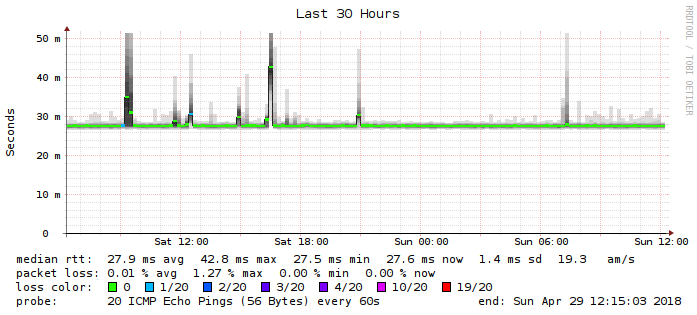 Last 30 Hours
RRDTOOL / TOBI OETIKER
Seconds
50 m
40 m
30 m
20 m
10 m
0
Sat 12:00 Sat 18:00 Sun 00:00 Sun 06:00 Sun 12:00
median rtt: 27.9 ms avg 42.8 ms max 27.5 ms min 27.6 ms now 1.4 ms sd 19.3 am/s
packet loss: 0.01 % avg 1.27 % max 0.00 % min 0.00 % now
loss color: 0 1/20 2/20 3/20 4/20 10/20 19/20
probe: 20 ICMP Echo Pings (56 Bytes) every 60s end: Sun Apr 29 12:15:03 2018